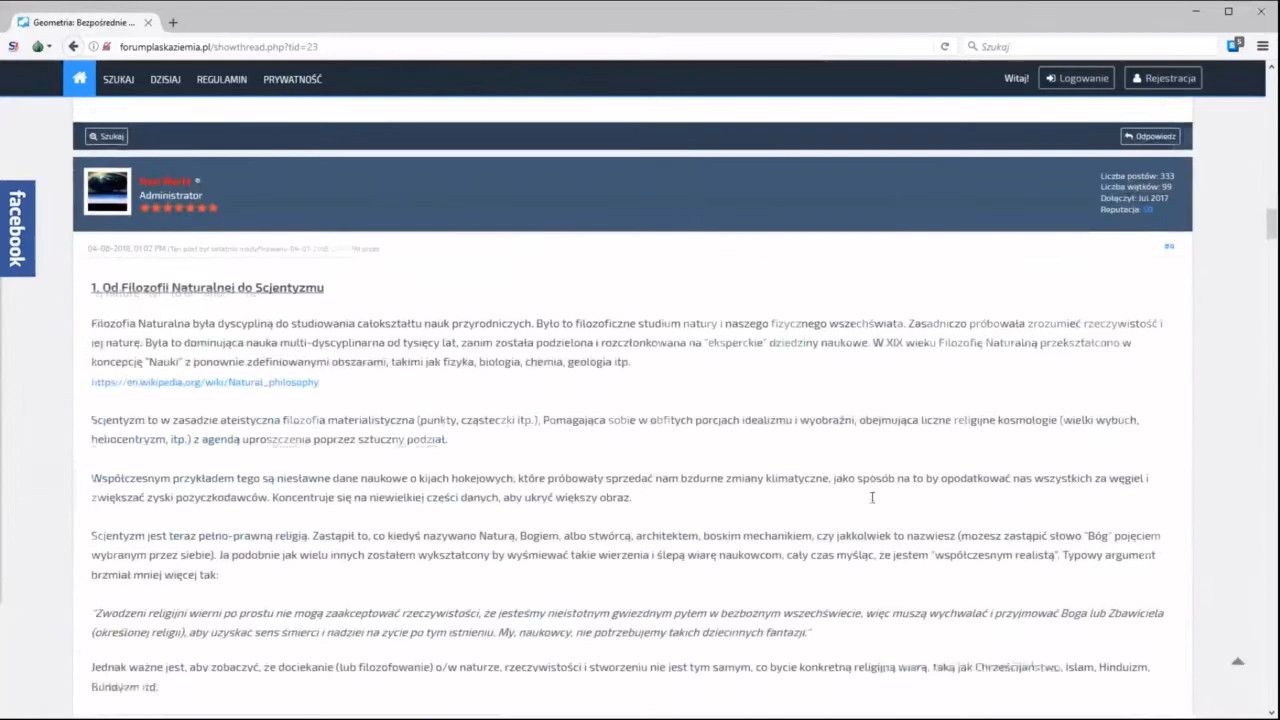 Geometria: Bezpośrednie ...
forumplaskaziemia.pl/showthread.php?tid=23
Szukaj
SZUKAJ DZISIAJ REGULAMIN PRYWATNOŚĆ
Witaj! Logowanie Rejestracja
Szukaj Odpowiedz
Administrator
Liczba postów: 333
Liczba wątków: 99
Dołączył: Jul 2017
Reputacja:
facebook
04-06-2018, 01:02 PM (Ten post był ostatnio modyfikowany:
#4
1. Od Filozofii Naturalnej do Scjentyzmu
Filozofia Naturalna była dyscypliną do studiowania całokształtu nauk przyrodniczych. Było to filozoficzne studium natury i naszego fizycznego wszechświata. Zasadniczo próbowała zrozumieć rzeczywistość i
jej naturę. Była to dominująca nauka multi-dyscyplinarna od tysięcy lat, zanim została podzielona i rozczłonkowana na "eksperckie" dziedziny naukowe. W XIX wieku Filozofię Naturalną przekształcono w
koncepcję "Nauki" z ponownie zdefiniowanymi obszarami, takimi jak fizyka, biologia, chemia, geologia itp.
https://en.wikipedia.org/wiki/Natural_philosophy
Scjentyzm to w zasadzie ateistyczna filozofia materialistyczna (punkty, cząsteczki itp.), Pomagająca sobie w obfitych porcjach idealizmu i wyobraźni, obejmująca liczne religijne kosmologie (wielki wybuch,
heliocentryzm, itp.) z agendą uproszczenia poprzez sztuczny podział.
Współczesnym przykładem tego są niesławne dane naukowe o kijach hokejowych, które próbowały sprzedać nam bzdurne zmiany klimatyczne, jako sposób na to by opodatkować nas wszystkich za węgiel i
zwiększać zyski pożyczkodawców. Koncentruje się na niewielkiej części danych, aby ukryć większy obraz.
Scjentyzm jest teraz pełno-prawną religią. Zastąpił to, co kiedyś nazywano Naturą, Bogiem, albo stwórcą, architektem, boskim mechanikiem, czy jakkolwiek to nazwiesz (możesz zastąpić słowo "Bóg" pojęciem
wybranym przez siebie). Ja podobnie jak wielu innych zostałem wykształcony by wyśmiewać takie wierzenia i ślepą wiarę naukowcom, cały czas myśląc, że jestem "współczesnym realistą". Typowy argument
brzmiał mniej więcej tak:
"Zwodzeni religijni wierni po prostu nie mogą zaakceptować rzeczywistości, że jesteśmy nieistotnym gwiezdnym pyłem w bezbożnym wszechświecie, więc muszą wychwalać i przyjmować Boga lub Zbawiciela
(określonej religii), aby uzyskać sens śmierci i nadziei na życie po tym istnieniu. My, naukowcy, nie potrzebujemy takich dziecinnych fantazji."
Jednak ważne jest, aby zobaczyć, że dociekanie (lub filozofowanie) o/w naturze, rzeczywistości i stworzeniu nie jest tym samym, co bycie konkretną religijną wiarą, taką jak Chrześcijaństwo, Islam, Hinduizm,
Buddyzm itd.